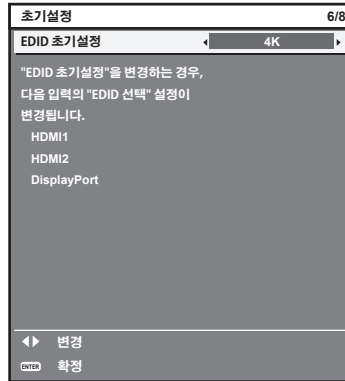 초기설정 6/8
EDID 초기설정 4K
"EDID 초기설정"을 변경하는 경우,
다음 입력의 "EDID 선택" 설정이
변경됩니다.
HDMI1
HDMI2
DisplayPort
변경
ENTER 확정